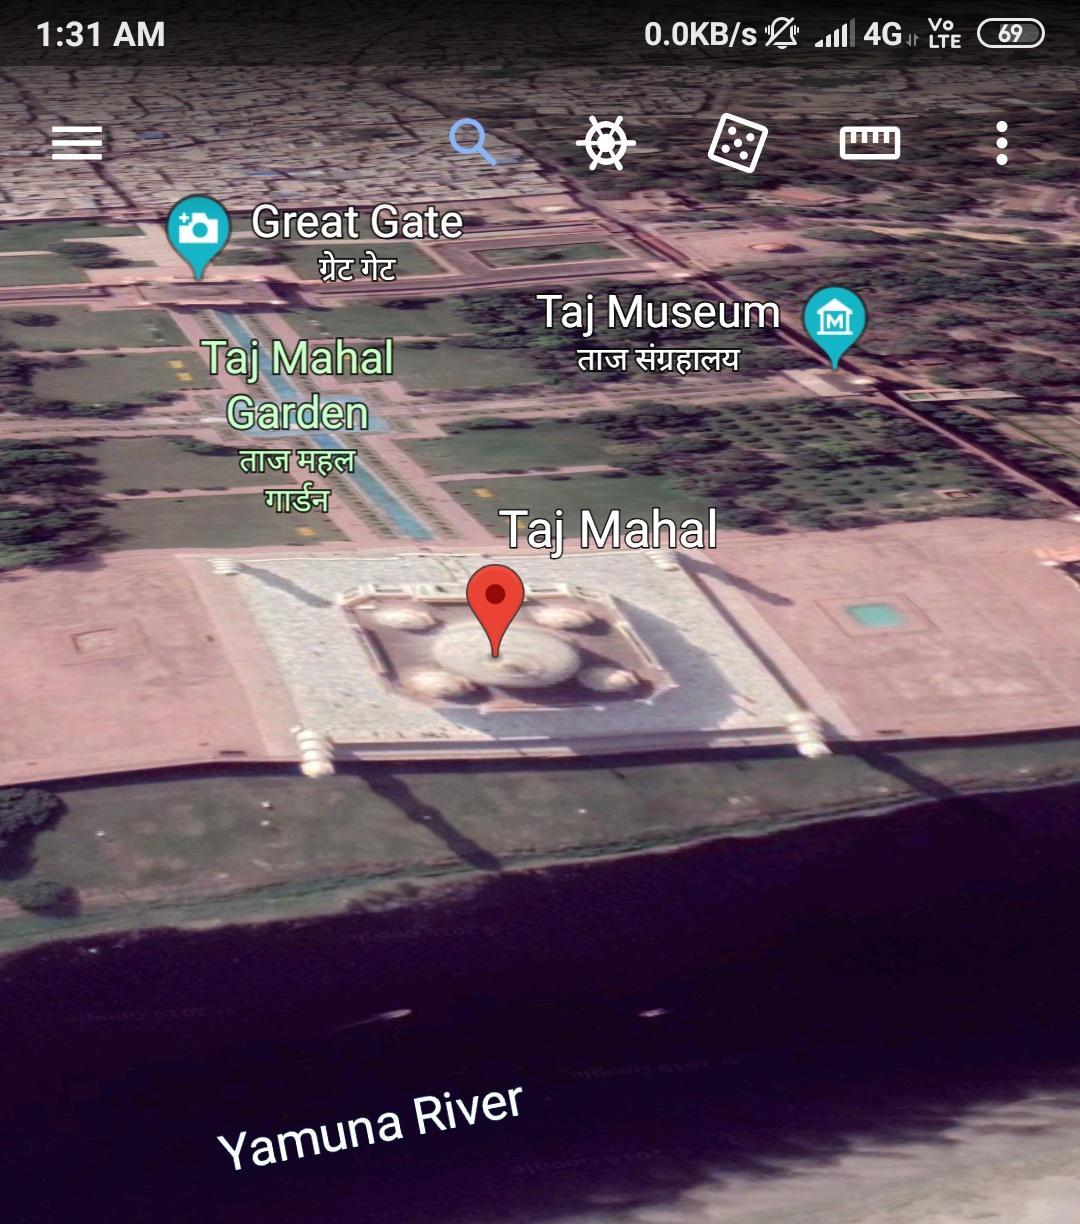 1:31 AM
0.0KB/s 4G Vo LTE 69
Great Gate
ग्रेट गेट
Taj Museum
ताज संग्रहालय
Taj Mahal
Garden
ताज महल
गार्डन
Taj Mahal
M
Yamuna River